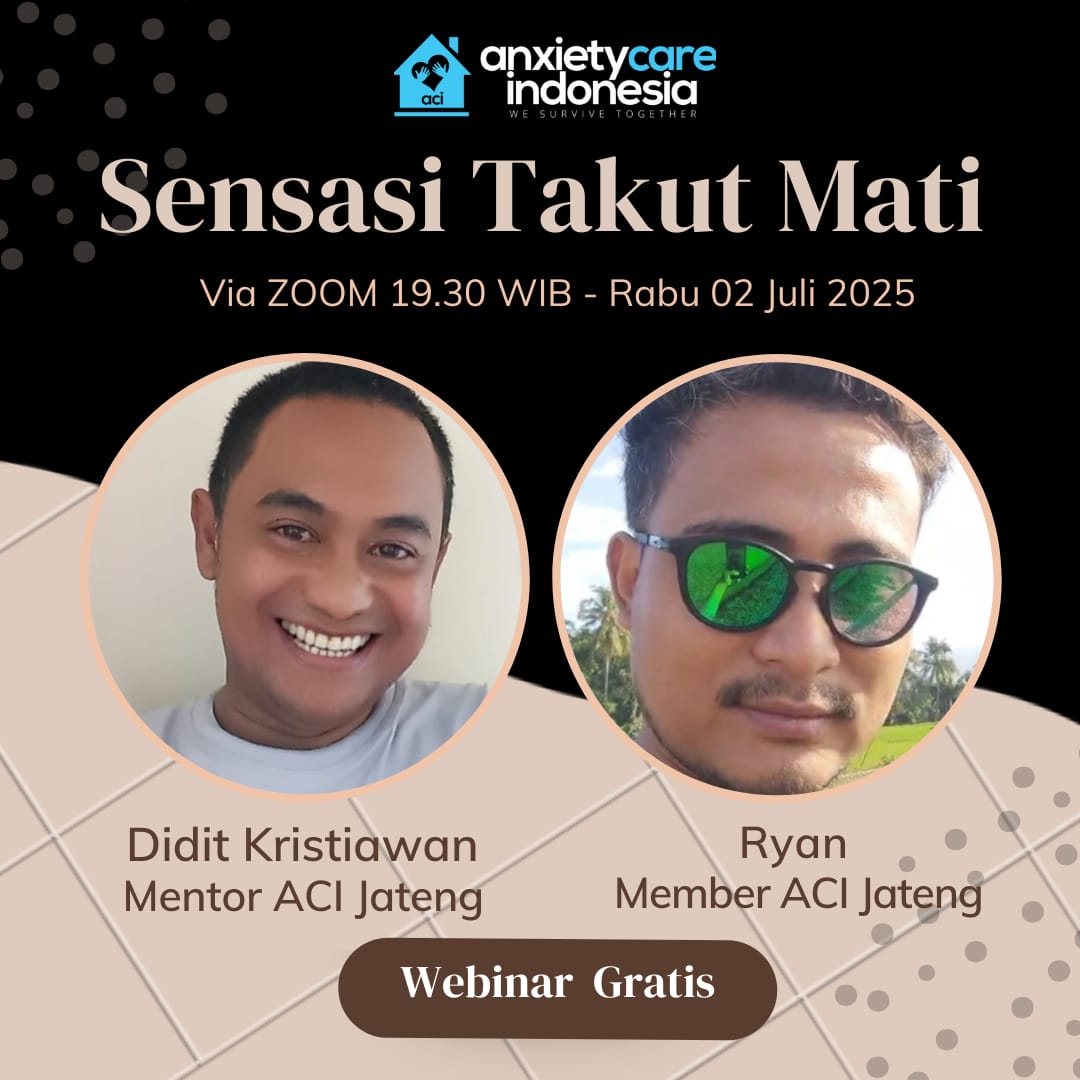 aci
anxietycare
indonesia
WE SURVIVE TOGETHER
Sensasi Takut Mati
Via ZOOM 19.30 WIB - Rabu 02 Juli 2025
Didit Kristiawan
Mentor ACI Jateng
Ryan
Member ACI Jateng
Webinar Gratis